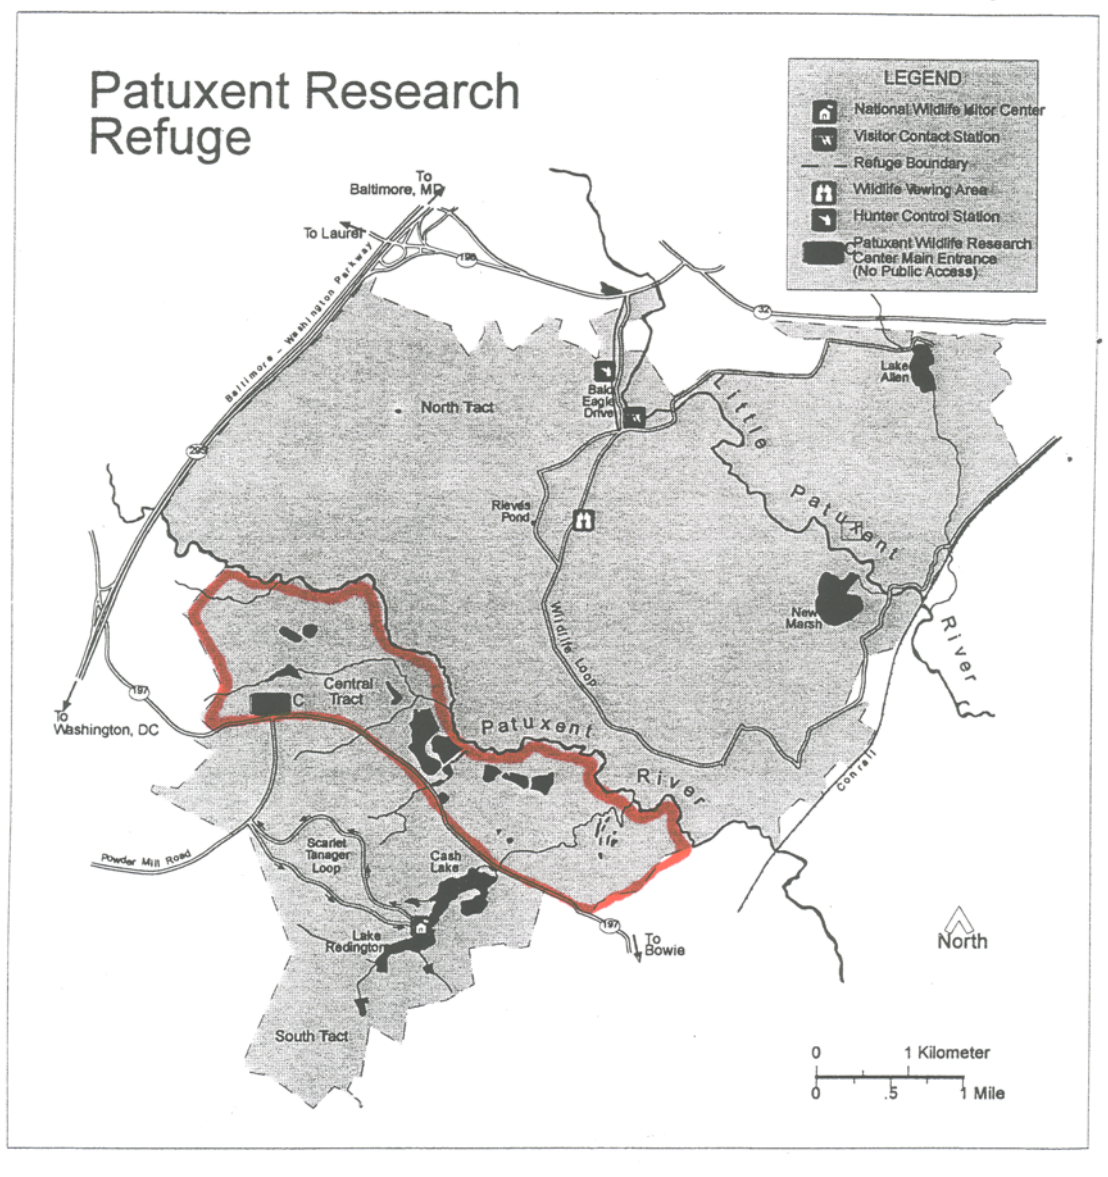 Patuxent Research
Refuge
LEGEND
National Wildlife Visitor Center
Visitor Contact Station
Refuge Boundary
Wildlife Viewing Area
Hunter Control Station
C Patuxent Wildlife Research
Center Main Entrance
(No Public Access)
To
Baltimore, MD
To Laurel
196
Baltimore - Washington Parkway
32
Lake
Allen
Bald
Eagle
Drive
North Tact
Little
Patuxent
River
295
Rieves
Pond
New
Marsh
Wildlife Loop
Central
Tract
C
197
To
Washington, DC
Patuxent
River
Conrail
Powder Mill Road
Scarlet
Tanager
Loop
Cash
Lake
Lake
Redington
197
To
Bowie
North
South Tact
0 1 Kilometer
0 .5 1 Mile